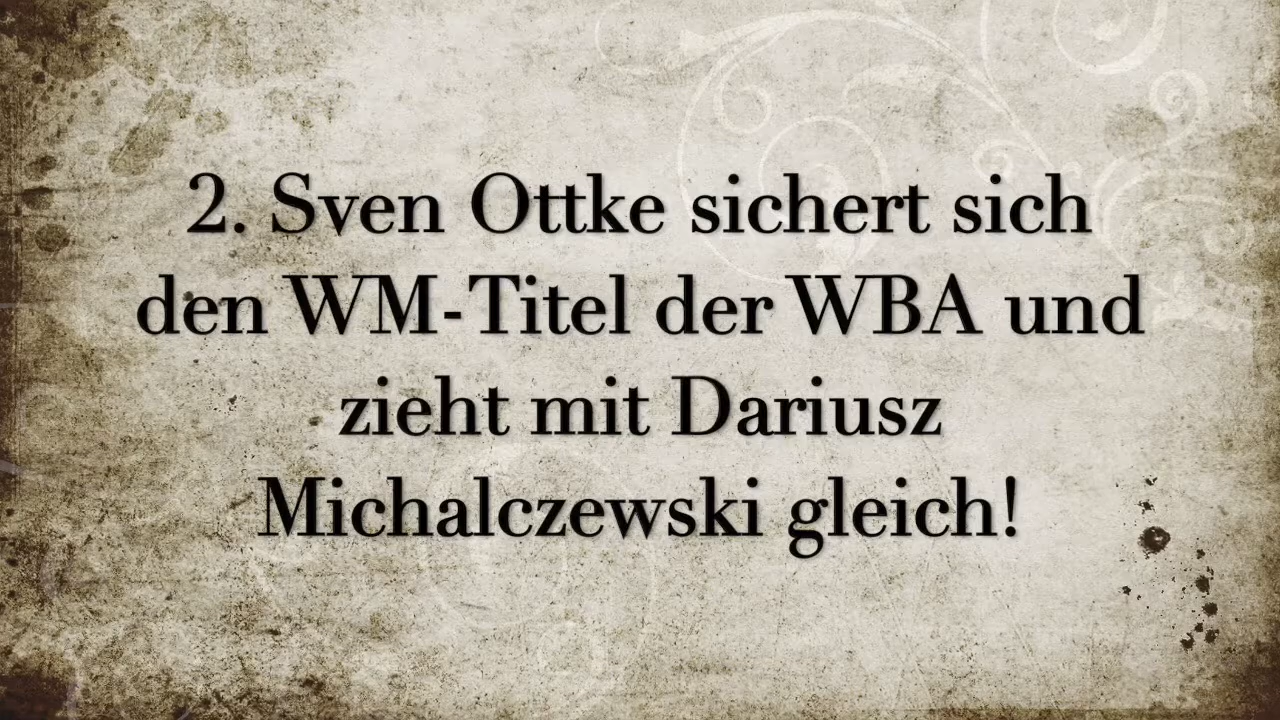 2. Sven Ottke sichert sich
den WM-Titel der WBA und
zieht mit Dariusz
Michalczewski gleich!